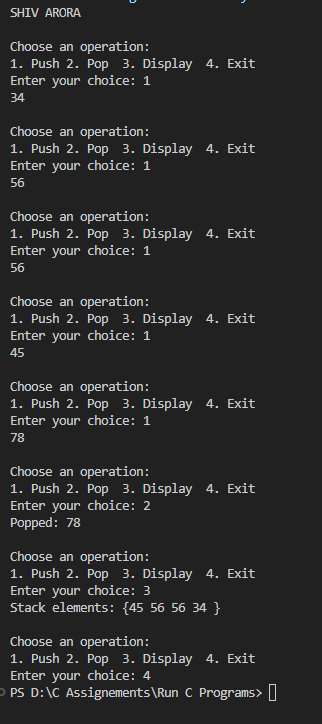 SHIV ARORA
Choose an operation:
1. Push 2. Pop  3. Display  4. Exit
Enter your choice: 1
34
Choose an operation:
1. Push 2. Pop  3. Display  4. Exit
Enter your choice: 1
56
Choose an operation:
1. Push 2. Pop  3. Display  4. Exit
Enter your choice: 1
56
Choose an operation:
1. Push 2. Pop  3. Display  4. Exit
Enter your choice: 1
45
Choose an operation:
1. Push 2. Pop  3. Display  4. Exit
Enter your choice: 1
78
Choose an operation:
1. Push 2. Pop  3. Display  4. Exit
Enter your choice: 2
Popped: 78
Choose an operation:
1. Push 2. Pop  3. Display  4. Exit
Enter your choice: 3
Stack elements: {45 56 56 34 }
Choose an operation:
1. Push 2. Pop  3. Display  4. Exit
Enter your choice: 4
PS D:\C Assignements\Run C Programs>